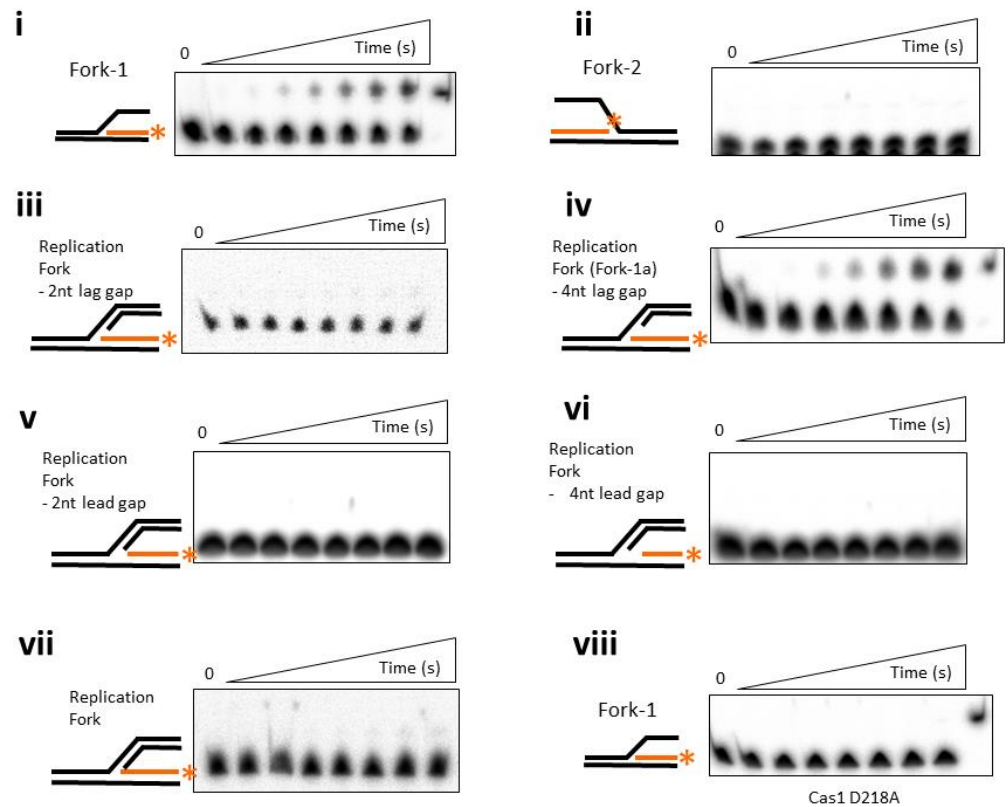 i
0
Time (s)
Fork-1
*
ii
0
Time (s)
Fork-2
*
iii
0
Time (s)
Replication
Fork
- 2nt lag gap
*
iv
0
Time (s)
Replication
Fork (Fork-1a)
- 4nt lag gap
*
v
0
Time (s)
Replication
Fork
- 2nt lead gap
*
vi
0
Time (s)
Replication
Fork
- 4nt lead gap
*
vii
0
Time (s)
Replication
Fork
*
viii
0
Time (s)
Fork-1
*
Cas1 D218A